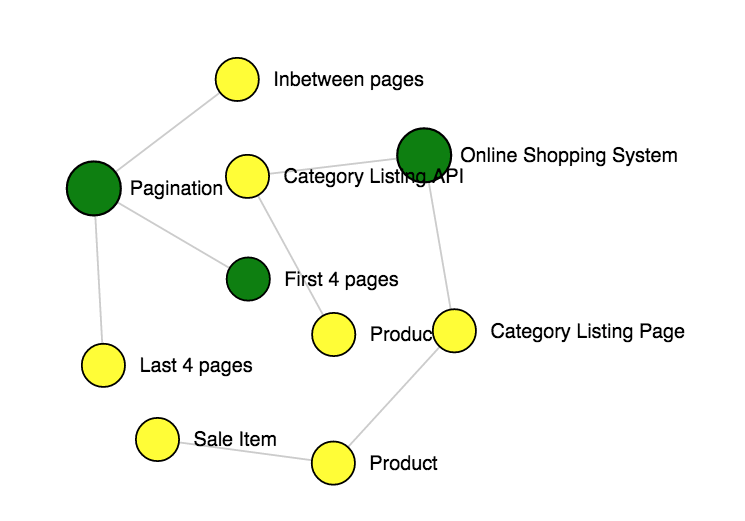 Inbetween pages
Online Shopping System
Category Listing API
Pagination
First 4 pages
Produc
Category Listing Page
Last 4 pages
Sale Item
Product